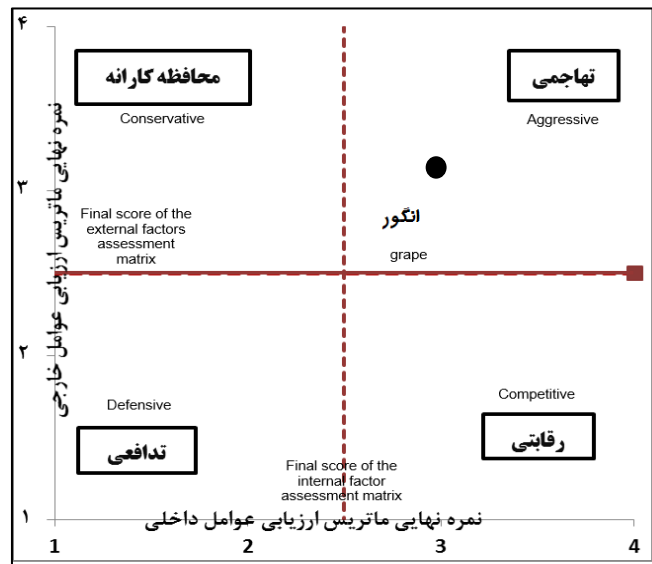 ۴
محافظه کارانه
تهاجمی
Conservative
Aggressive
نمره نهایی ماتریس ارزیابی عوامل خارجی
۳
Final score of the
external factors
assessment
matrix
انگور
grape
۲
Defensive
Competitive
تدافعی
رقابتی
Final score of the
internal factor
assessment matrix
۱
نمره نهایی ماتریس ارزیابی عوامل داخلی
1
2
3
4